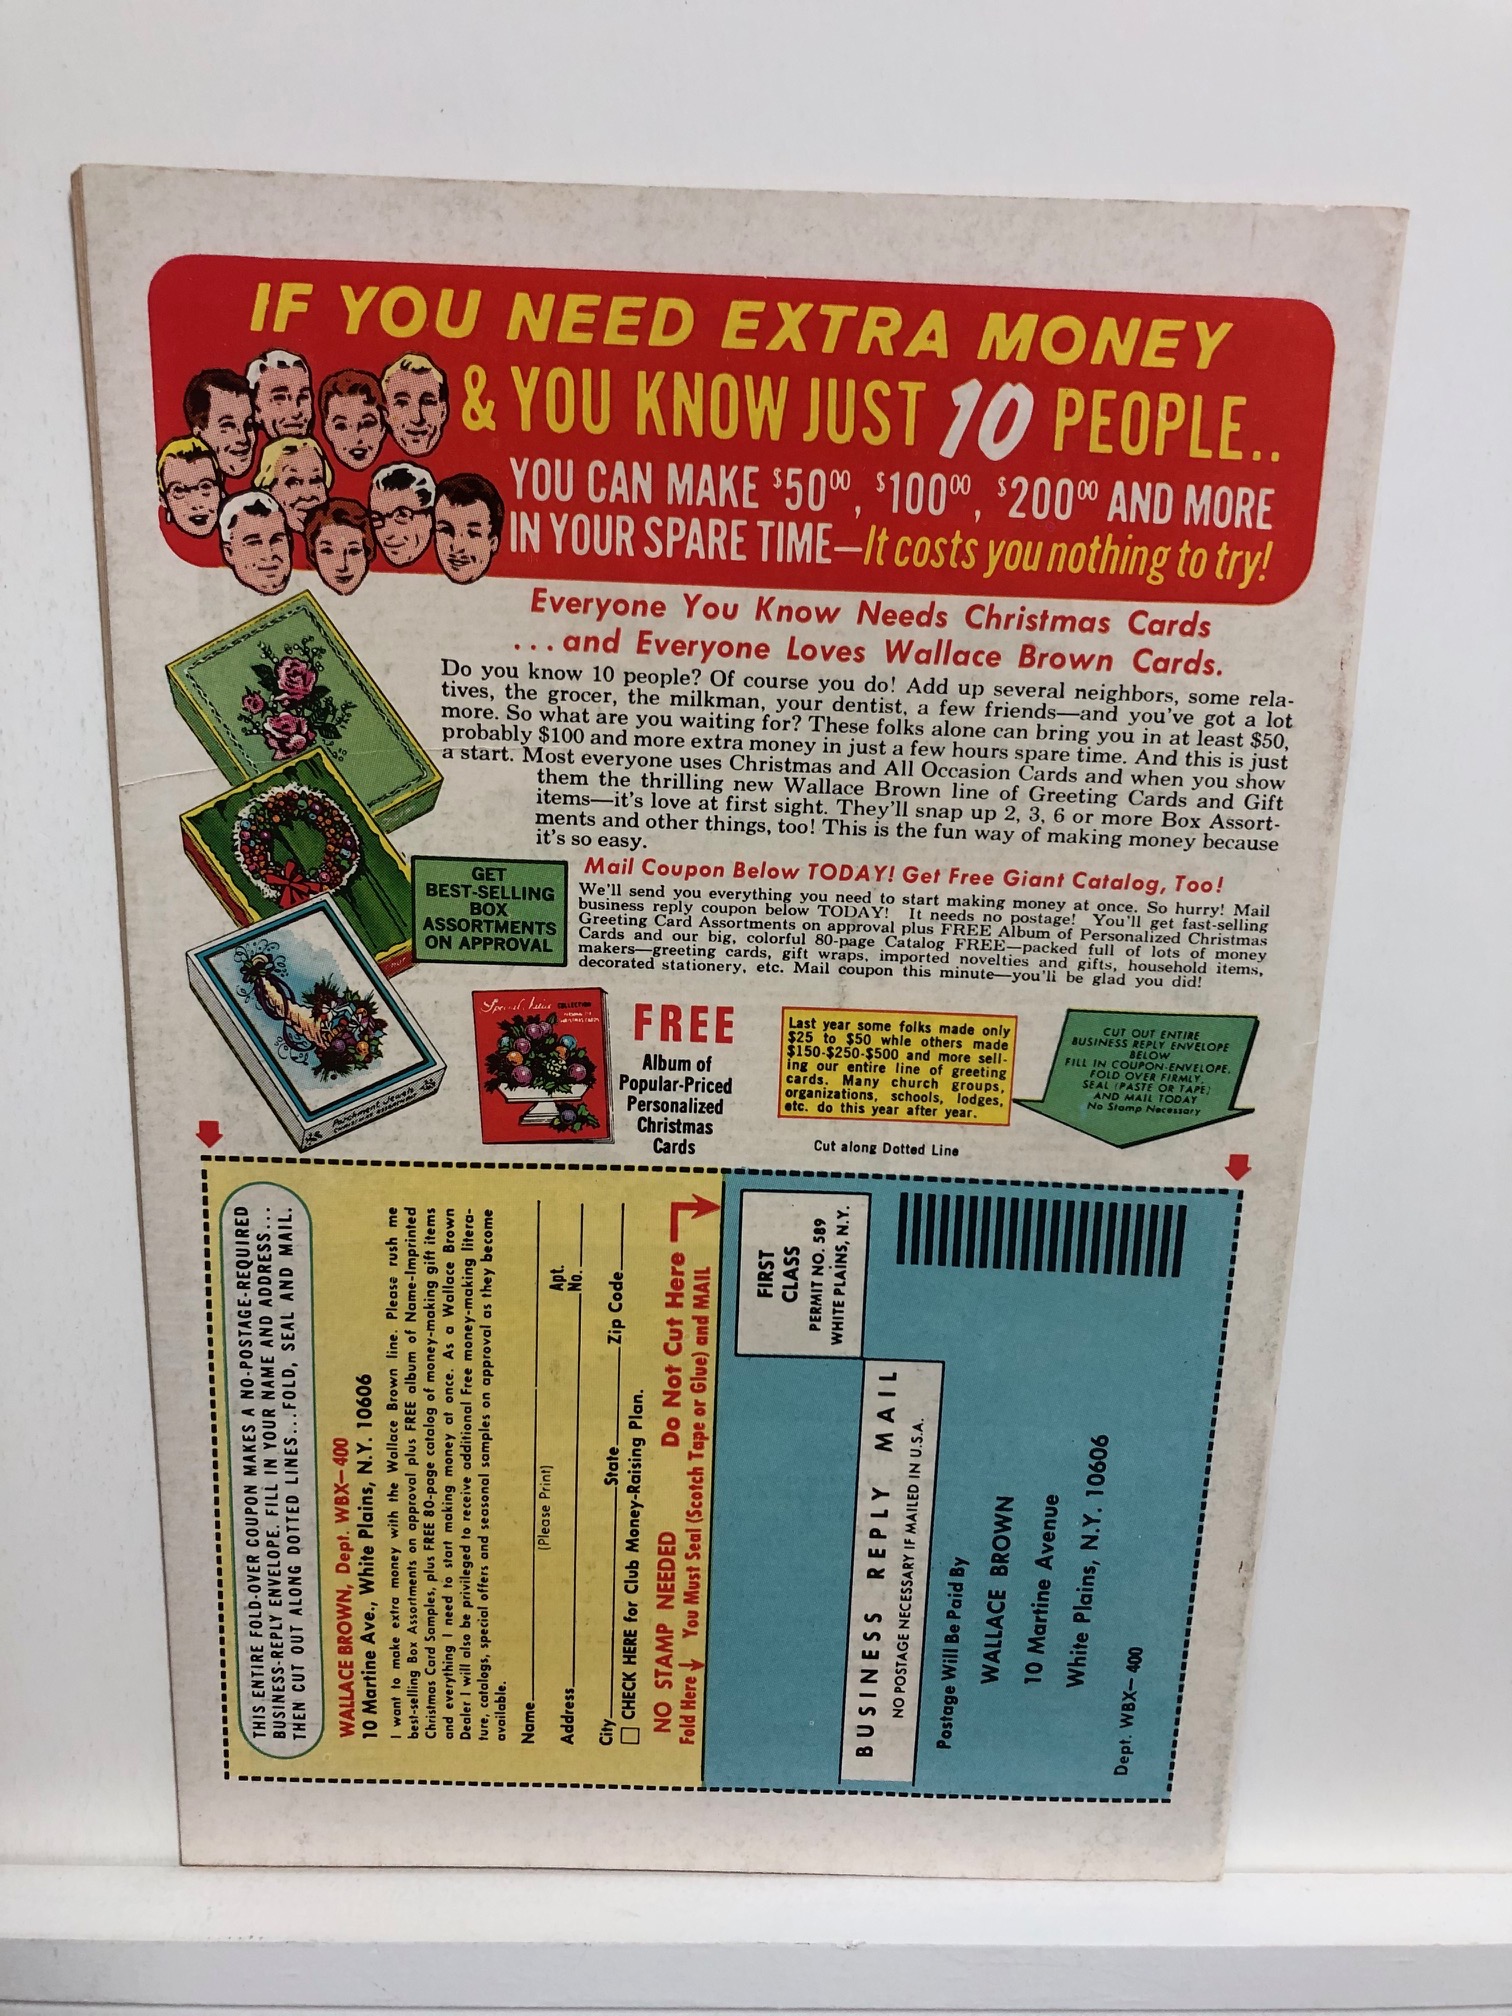 IF YOU NEED EXTRA MONEY
& YOU KNOW JUST 10 PEOPLE..
YOU CAN MAKE $50⁰⁰, $100⁰⁰, $200⁰⁰ AND MORE
IN YOUR SPARE TIME—It costs you nothing to try!
Everyone You Know Needs Christmas Cards
...and Everyone Loves Wallace Brown Cards.
Do you know 10 people? Of course you do! Add up several neighbors, some rela-
tives, the grocer, the milkman, your dentist, a few friends—and you've got a lot
more. So what are you waiting for? These folks alone can bring you in at least $50,
probably $100 and more extra money in just a few hours spare time. And this is just
a start. Most everyone uses Christmas and All Occasion Cards and when you show
them the thrilling new Wallace Brown line of Greeting Cards and Gift
items—it's love at first sight. They'll snap up 2, 3, 6 or more Box Assort-
ments and other things, too! This is the fun way of making money because
it's so easy.
GET
BEST-SELLING
BOX
ASSORTMENTS
ON APPROVAL
Mail Coupon Below TODAY! Get Free Giant Catalog, Too!
We'll send you everything you need to start making money at once. So hurry! Mail
business reply coupon below TODAY! It needs no postage! You'll get fast-selling
Greeting Card Assortments on approval plus FREE Album of Personalized Christmas
Cards and our big, colorful 80-page Catalog FREE—packed full of lots of money
makers—greeting cards, gift wraps, imported novelties and gifts, household items,
decorated stationery, etc. Mail coupon this minute—you'll be glad you did!
Parchment Jewels
CHRISTMAS ASSORTMENT
Special Artist COLLECTION
CHRISTMAS CARDS
FREE
Album of
Popular-Priced
Personalized
Christmas
Cards
Last year some folks made only
$25 to $50 whle others made
$150-$250-$500 and more sell-
ing our entire line of greeting
cards. Many church groups,
organizations, schools, lodges,
etc. do this year after year.
CUT OUT ENTIRE
BUSINESS REPLY ENVELOPE
BELOW
FILL IN COUPON-ENVELOPE.
FOLD OVER FIRMLY.
SEAL (PASTE OR TAPE)
AND MAIL TODAY
No Stamp Necessary
Cut along Dotted Line
THIS ENTIRE FOLD-OVER COUPON MAKES A NO-POSTAGE-REQUIRED
BUSINESS-REPLY ENVELOPE. FILL IN YOUR NAME AND ADDRESS...
THEN CUT OUT ALONG DOTTED LINES...FOLD, SEAL AND MAIL.
WALLACE BROWN, Dept. WBX—400
10 Martine Ave., White Plains, N.Y. 10606
I want to make extra money with the Wallace Brown line. Please rush me
best-selling Box Assortments on approval plus FREE album of Name-Imprinted
Christmas Card Samples, plus FREE 80-page catalog of money-making gift items
and everything I need to start making money at once. As a Wallace Brown
Dealer I will also be privileged to receive additional Free money-making litera-
ture, catalogs, special offers and seasonal samples on approval as they become
available.
Name
(Please Print)
Address Apt. No.
City State Zip Code
CHECK HERE for Club Money-Raising Plan.
NO STAMP NEEDED Do Not Cut Here
Fold Here You Must Seal (Scotch Tape or Glue) and MAIL
FIRST
CLASS
PERMIT NO. 589
WHITE PLAINS, N.Y.
BUSINESS REPLY MAIL
NO POSTAGE NECESSARY IF MAILED IN U.S.A.
Postage Will Be Paid By
WALLACE BROWN
10 Martine Avenue
White Plains, N.Y. 10606
Dept. WBX—400